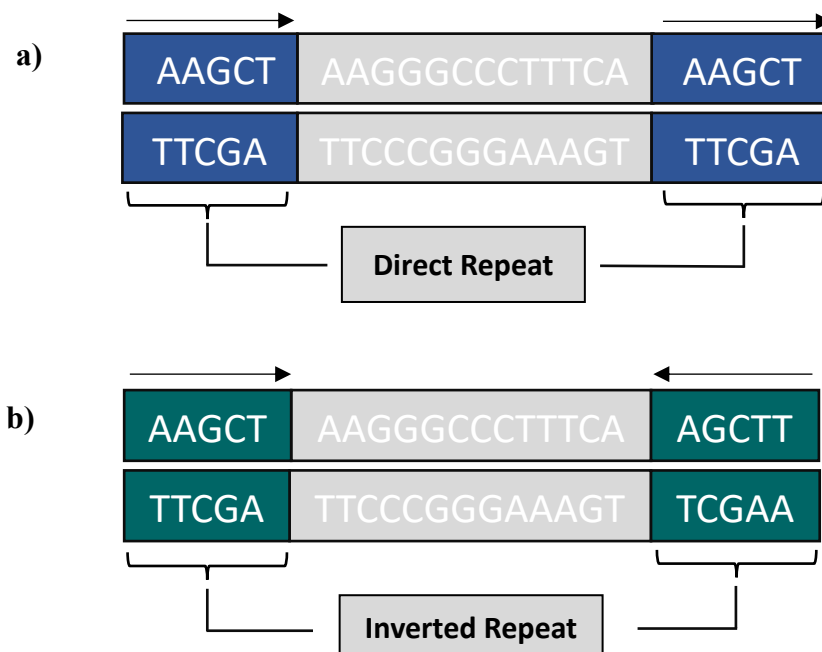 a)
AAGCT AAGGGCCCTTTCA AAGCT
TTCGA TTCCCGGGAAAGT TTCGA
Direct Repeat
b)
AAGCT AAGGGCCCTTTCA AGCTT
TTCGA TTCCCGGGAAAGT TCGAA
Inverted Repeat